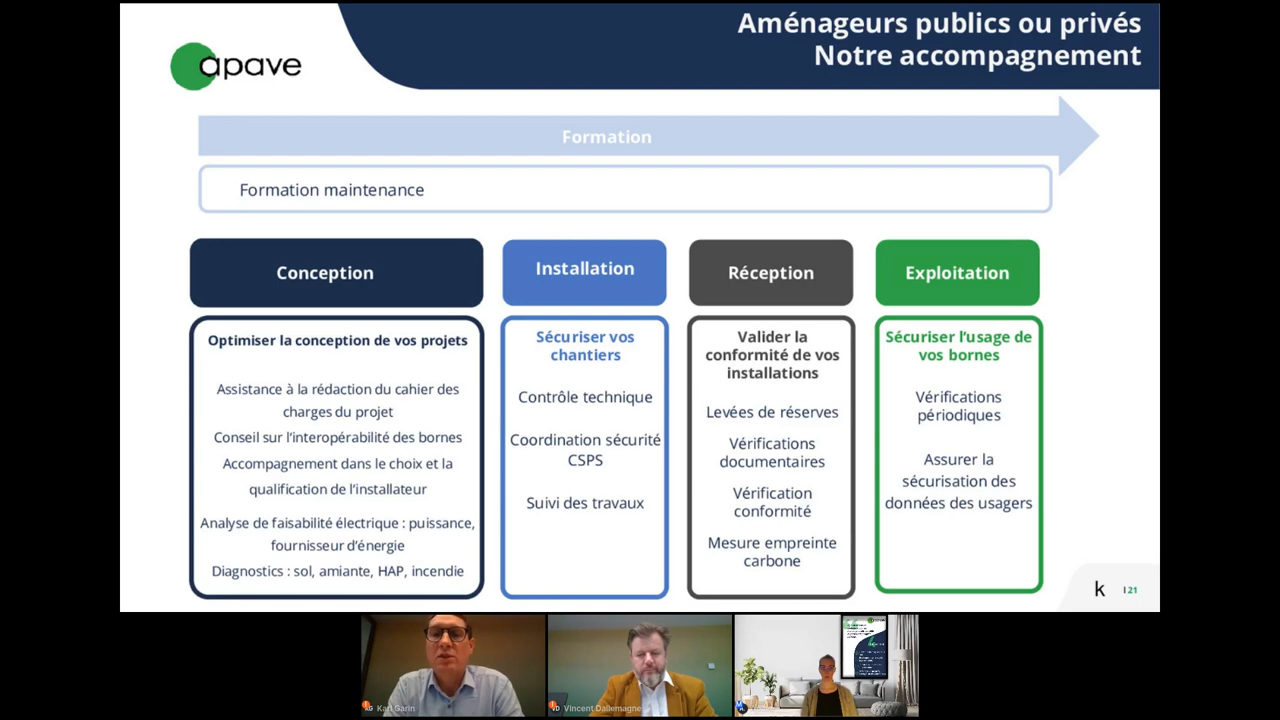 Aménageurs publics ou privés
Notre accompagnement
apave
Formation
Formation maintenance
Conception
Installation
Réception
Exploitation
Optimiser la conception de vos projets
Assistance à la rédaction du cahier des
charges du projet
Conseil sur l'interopérabilité des bornes
Accompagnement dans le choix et la
qualification de l'installateur
Analyse de faisabilité électrique : puissance,
fournisseur d'énergie
Diagnostics : sol, amiante, HAP, incendie
Sécuriser vos
chantiers
Contrôle technique
Coordination sécurité
CSPS
Suivi des travaux
Valider la
conformité de vos
installations
Levées de réserves
Vérifications
documentaires
Vérification
conformité
Mesure empreinte
carbone
Sécuriser l'usage de
vos bornes
Vérifications
périodiques
Assurer la
sécurisation des
données des usagers
k
21
Karl Garin
Vincent Dallemagne